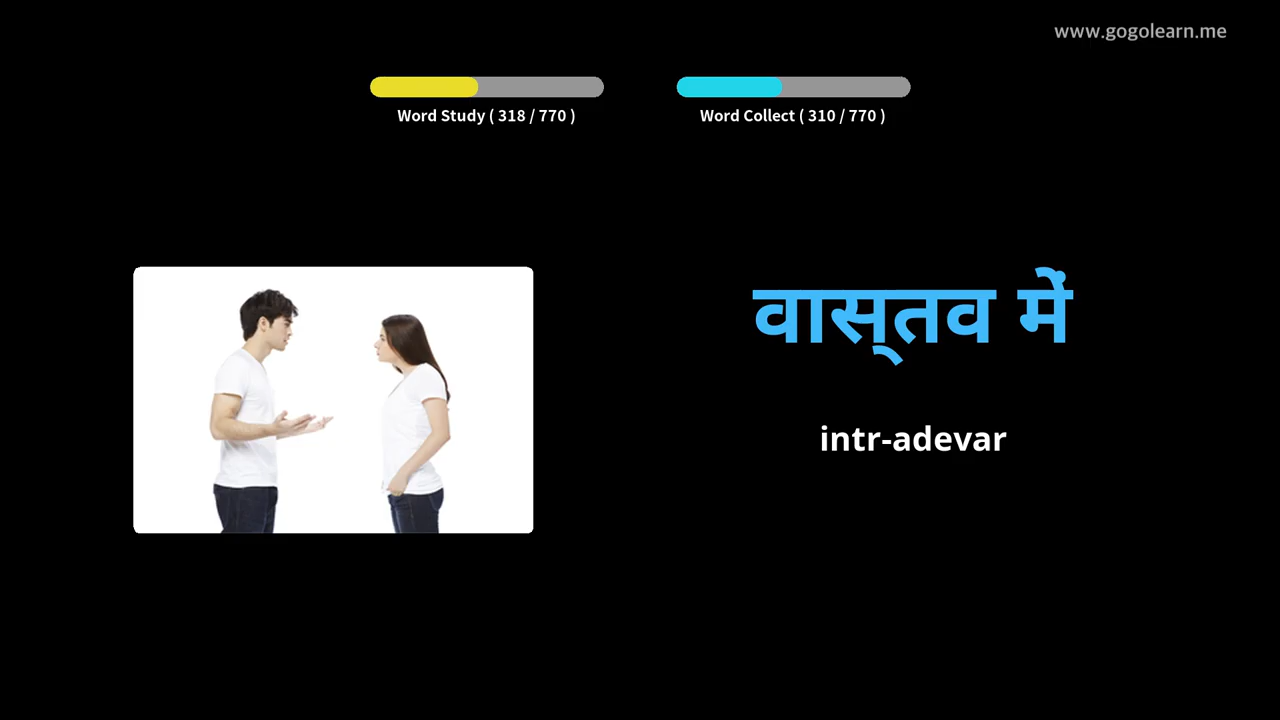 www.gogolearn.me
Word Study ( 318 / 770 )
Word Collect ( 310 / 770 )
वास्तव में
intr-adevar